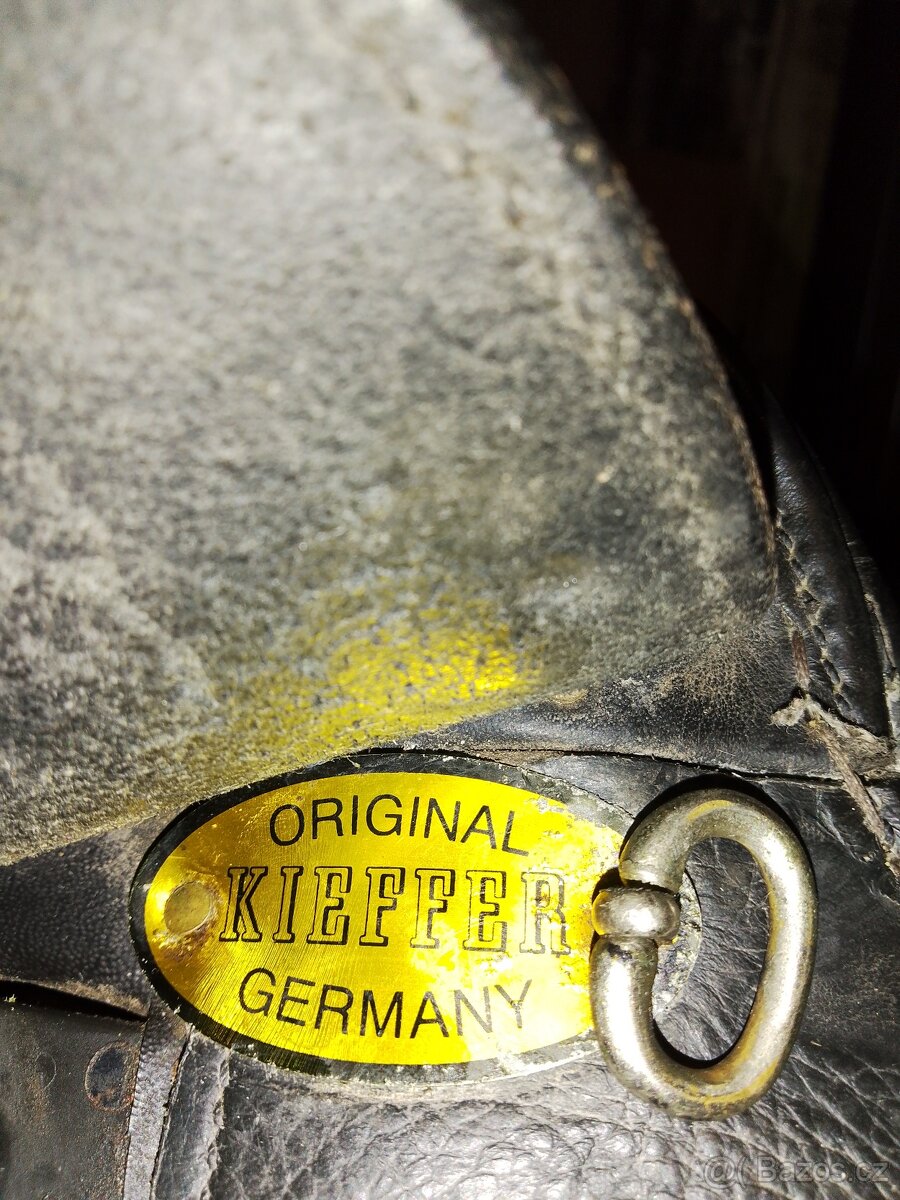 ORIGINAL
KIEFFER
GERMANY
@( Bazos.cz